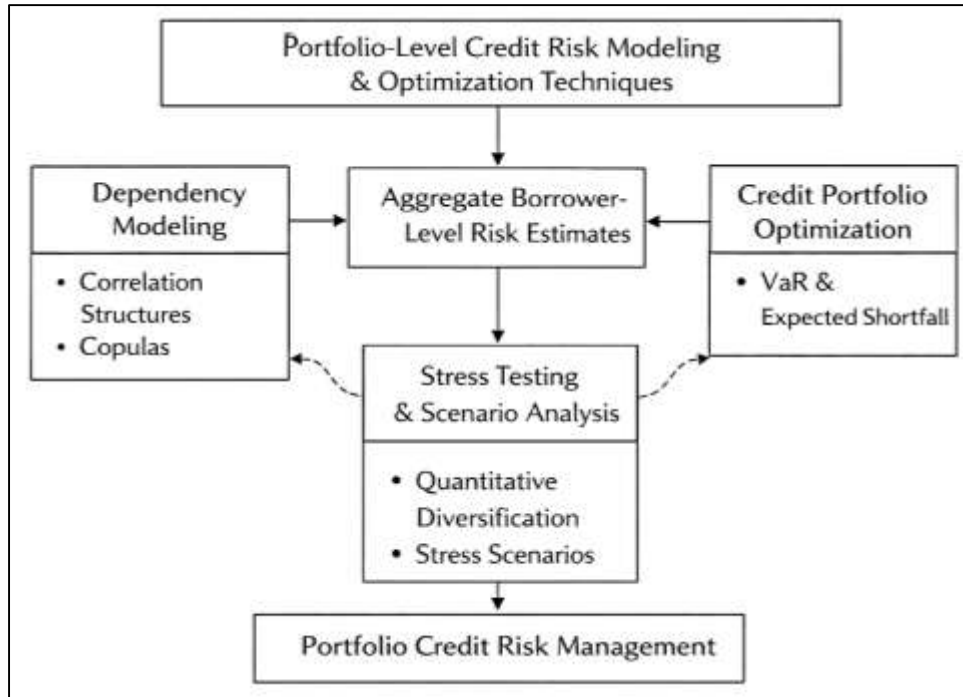 Portfolio-Level Credit Risk Modeling
& Optimization Techniques
Dependency
Modeling
• Correlation
Structures
• Copulas
Aggregate Borrower-
Level Risk Estimates
Credit Portfolio
Optimization
• VaR &
Expected Shortfall
Stress Testing
& Scenario Analysis
• Quantitative
Diversification
• Stress Scenarios
Portfolio Credit Risk Management